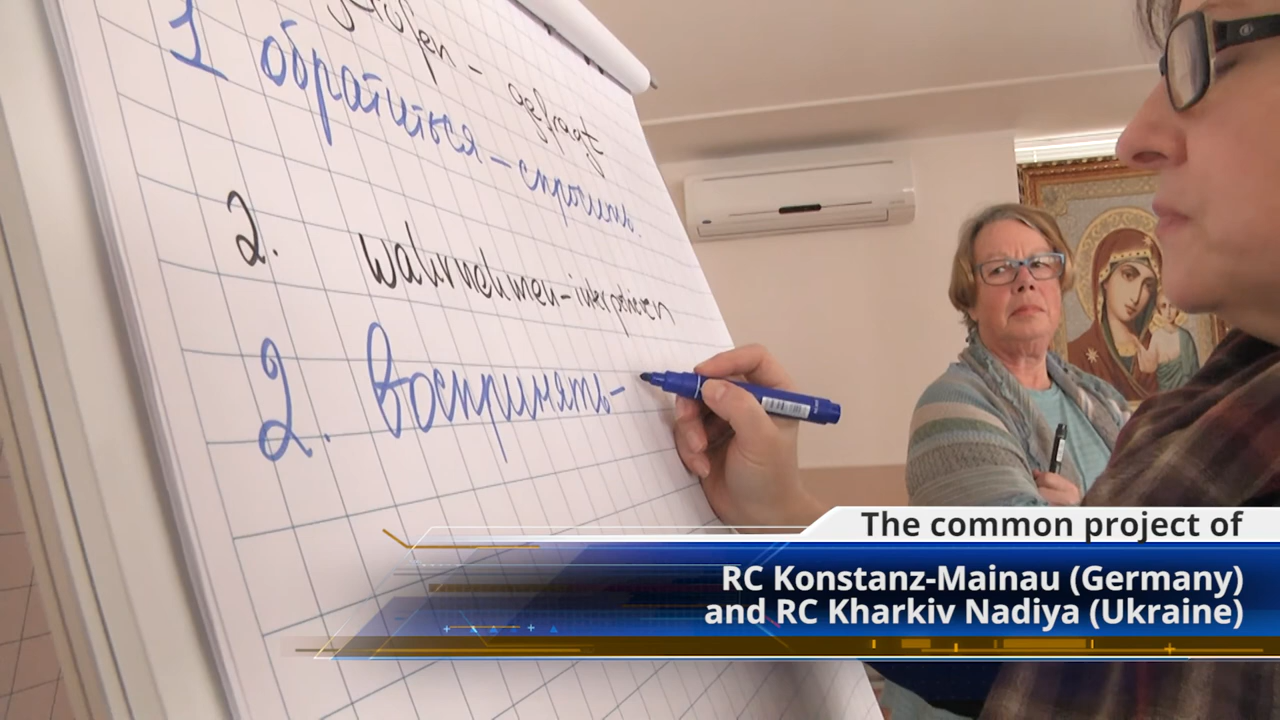 - gefragt
1 обратиться – спросить.
2. wahrnehmen –
2. воспринять –
The common project of
RC Konstanz-Mainau (Germany)
and RC Kharkiv Nadiya (Ukraine)